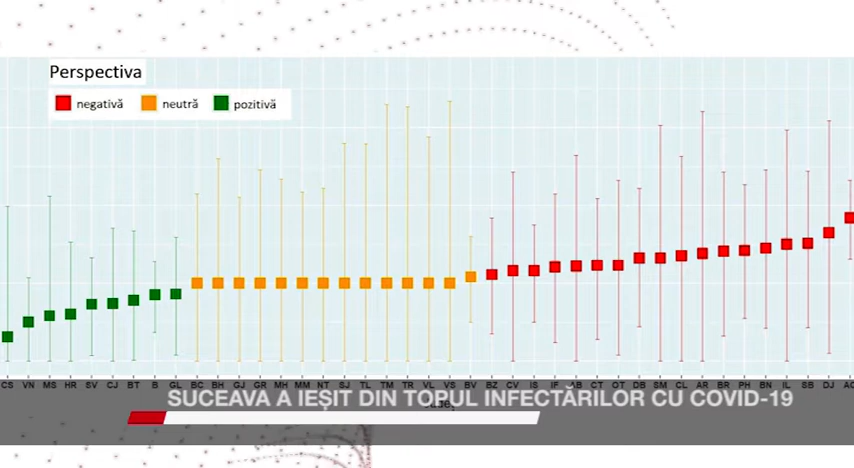 Perspectiva
negativă neutră pozitivă
CS VN MS HR SV CJ BT B GL BC BH GJ GR MH MM NT SJ TL TM TR VL VS BV BZ CV IS IF AB CT OT DB SM CL AR BR PH BN IL SB DJ AG
SUCEAVA A IEȘIT DIN TOPUL INFECTĂRILOR CU COVID-19